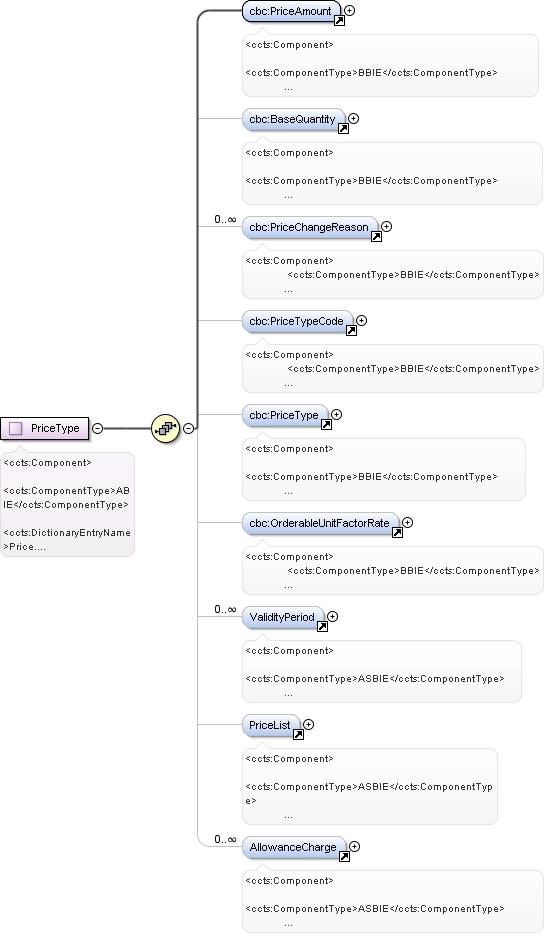 cbc:PriceAmount
<ccts:Component>
<ccts:ComponentType>BBIE</ccts:ComponentType>
...
cbc:BaseQuantity
<ccts:Component>
<ccts:ComponentType>BBIE</ccts:ComponentType>
...
0..∞
cbc:PriceChangeReason
<ccts:Component>
<ccts:ComponentType>BBIE</ccts:ComponentType>
...
cbc:PriceTypeCode
<ccts:Component>
<ccts:ComponentType>BBIE</ccts:ComponentType>
...
PriceType
<ccts:Component>
<ccts:ComponentType>AB
IE</ccts:ComponentType>
<ccts:DictionaryEntryName
>Price....
cbc:PriceType
<ccts:Component>
<ccts:ComponentType>BBIE</ccts:ComponentType>
...
cbc:OrderableUnitFactorRate
<ccts:Component>
<ccts:ComponentType>BBIE</ccts:ComponentType>
...
0..∞
ValidityPeriod
<ccts:Component>
<ccts:ComponentType>ASBIE</ccts:ComponentType>
...
PriceList
<ccts:Component>
<ccts:ComponentType>ASBIE</ccts:ComponentTyp
e>
...
0..∞
AllowanceCharge
<ccts:Component>
<ccts:ComponentType>ASBIE</ccts:ComponentType>
...